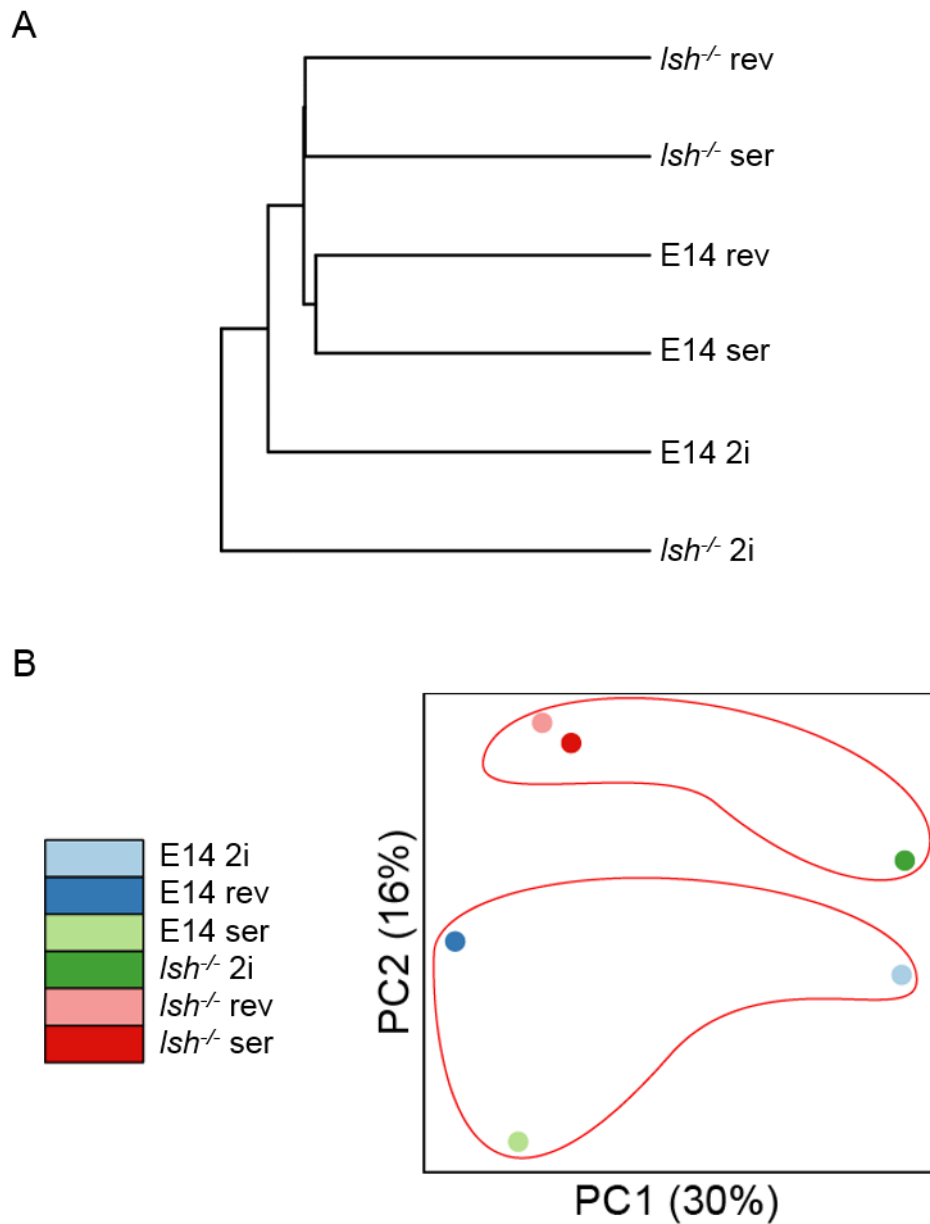 A
lsh-/- rev
lsh-/- ser
E14 rev
E14 ser
E14 2i
lsh-/- 2i
B
E14 2i
E14 rev
E14 ser
lsh-/- 2i
lsh-/- rev
lsh-/- ser
PC2 (16%)
PC1 (30%)